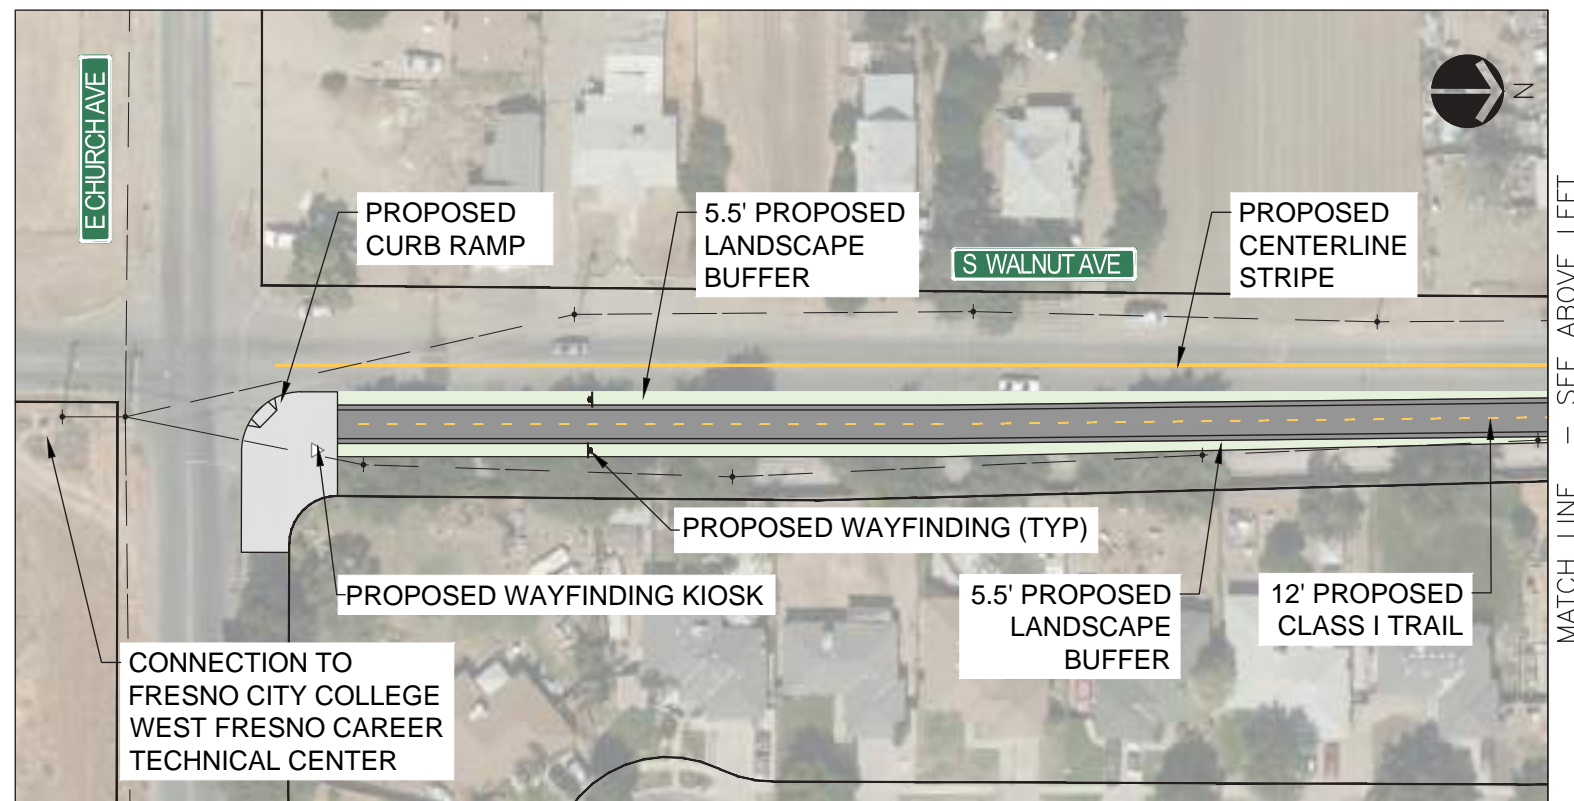 E CHURCH AVE
PROPOSED
CURB RAMP
5.5' PROPOSED
LANDSCAPE
BUFFER
S WALNUT AVE
PROPOSED
CENTERLINE
STRIPE
N
MATCH LINE - SEE ABOVE LEFT
PROPOSED WAYFINDING (TYP)
PROPOSED WAYFINDING KIOSK
5.5' PROPOSED
LANDSCAPE
BUFFER
12' PROPOSED
CLASS I TRAIL
CONNECTION TO
FRESNO CITY COLLEGE
WEST FRESNO CAREER
TECHNICAL CENTER